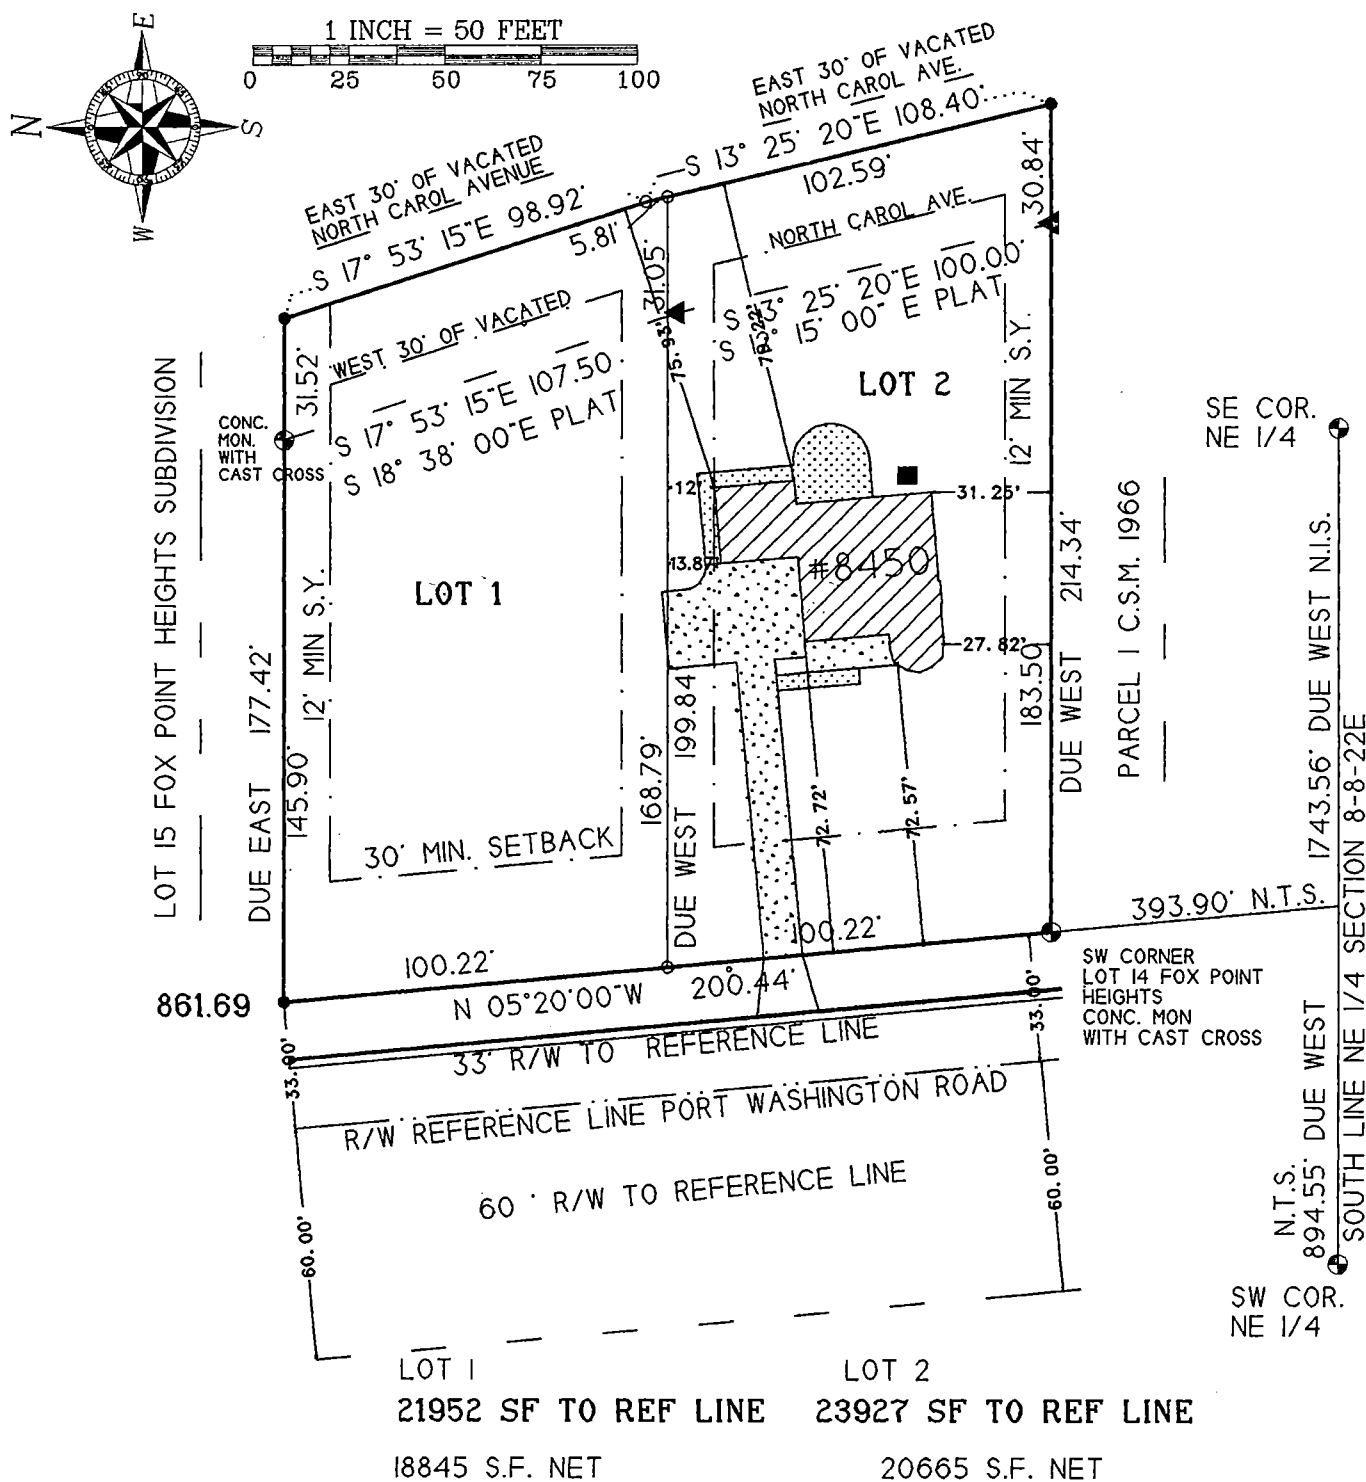 1 INCH = 50 FEET
0 25 50 75 100
N
E
S
W
EAST 30' OF VACATED
NORTH CAROL AVE.
S 13° 25' 20"E 108.40'
102.59'
30.84'
EAST 30' OF VACATED
NORTH CAROL AVENUE
S 17° 53' 15"E 98.92'
5.81'
31.05'
NORTH CAROL AVE.
S 13° 25' 20"E 100.00'
15' 00" E PLAT
WEST 30' OF VACATED
S 17° 53' 15"E 107.50
S 18° 38' 00"E PLAT
31.52'
CONC.
MON.
WITH
CAST CROSS
75.93'
LOT 2
12' MIN S.Y.
LOT 15 FOX POINT HEIGHTS SUBDIVISION
DUE EAST 177.42'
145.90'
12' MIN S.Y.
LOT 1
12'
13.87'
#8450
31.25'
27.82'
DUE WEST 214.34'
183.50'
PARCEL 1 C.S.M. 1966
SE COR.
NE 1/4
1743.56' DUE WEST N.I.S.
SOUTH LINE NE 1/4 SECTION 8-8-22E
N.T.S.
894.55' DUE WEST
168.79'
DUE WEST 199.84'
72.72'
72.57'
30' MIN. SETBACK
393.90' N.T.S.
100.22'
100.22'
861.69
N 05°20'00"W 200.44'
SW CORNER
LOT 14 FOX POINT
HEIGHTS
CONC. MON
WITH CAST CROSS
33.00'
33.00'
33' R/W TO REFERENCE LINE
R/W REFERENCE LINE PORT WASHINGTON ROAD
60 ' R/W TO REFERENCE LINE
60.00'
60.00'
SW COR.
NE 1/4
LOT 1 LOT 2
21952 SF TO REF LINE 23927 SF TO REF LINE
18845 S.F. NET 20665 S.F. NET